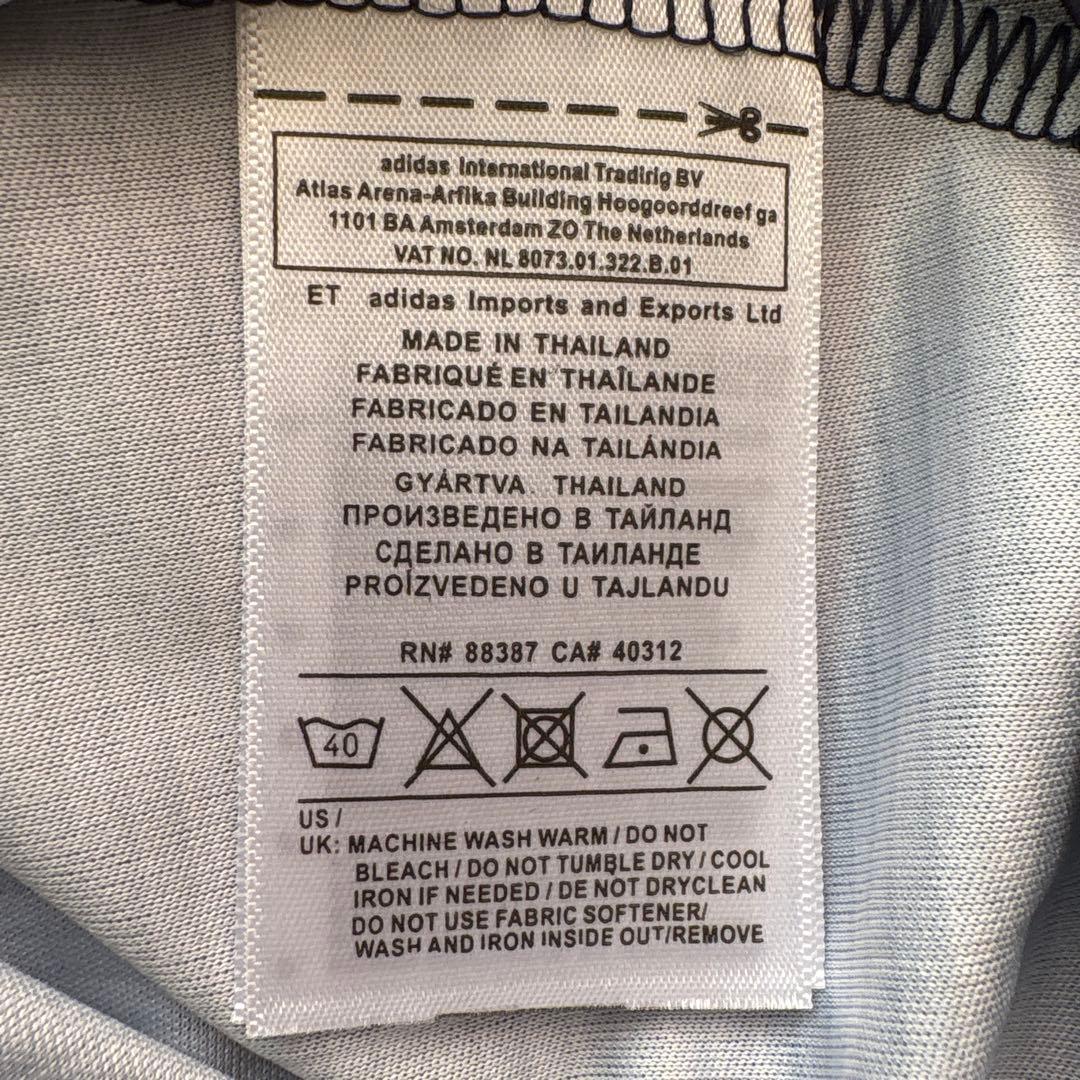 adidas International Tradirig BV
Atlas Arena-Arfika Building Hoogoorddreef ga
1101 BA Amsterdam ZO The Netherlands
VAT NO. NL 8073.01.322.B.01
ET adidas Imports and Exports Ltd
MADE IN THAILAND
FABRIQUÉ EN THAÎLANDE
FABRICADO EN TAILANDIA
FABRICADO NA TAILÁNDIA
GYÁRTVA. THAILAND
ПРОИЗВЕДЕНО В ТАЙЛАНД
СДЕЛАНО В ТАИЛАНДЕ
PROÍZVEDENO U TAJLANDU
RN# 88387 CA# 40312
40
US /
UK: MACHINE WASH WARM / DO NOT
BLEACH / DO NOT TUMBLE DRY / COOL
IRON IF NEEDED / DE NOT DRYCLEAN
DO NOT USE FABRIC SOFTENER/
WASH AND IRON INSIDE OUT/REMOVE